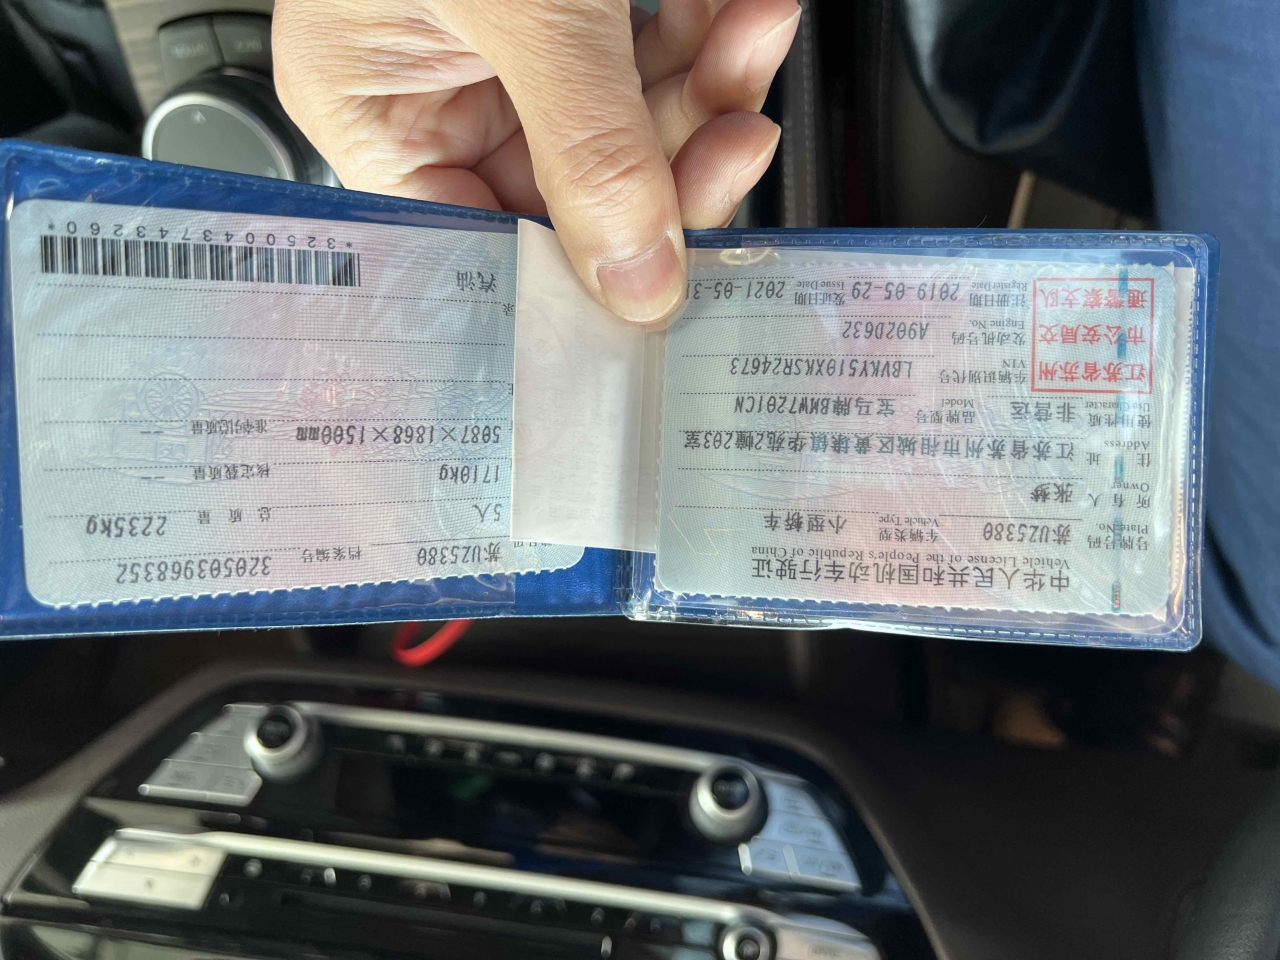 中华人民共和国机动车行驶证
Vehicle License of the People's Republic of China
号牌号码 苏UZ5380 车辆类型 小型轿车
Plate No. Vehicle Type
所有人 张梦
Owner
住址 江苏省苏州市相城区黄埭镇华苑2幢203室
Address
使用性质 非营运 品牌型号 宝马牌BMW7201CN
Use Character Model
江苏省苏州
市公安局交
通警察支队
车辆识别代号 LBVKY510XKSR24673
VIN
发动机号码 A902D632
Engine No.
注册日期 2019-05-29 发证日期 2021-05-31
Register Date Issue Date
苏UZ5380 档案编号 320503968352
5人 总质量 2235kg
1710kg 核定载质量 --
5087×1868×1500mm 准牵引总质量 --
录
汽油
*3250043743260*